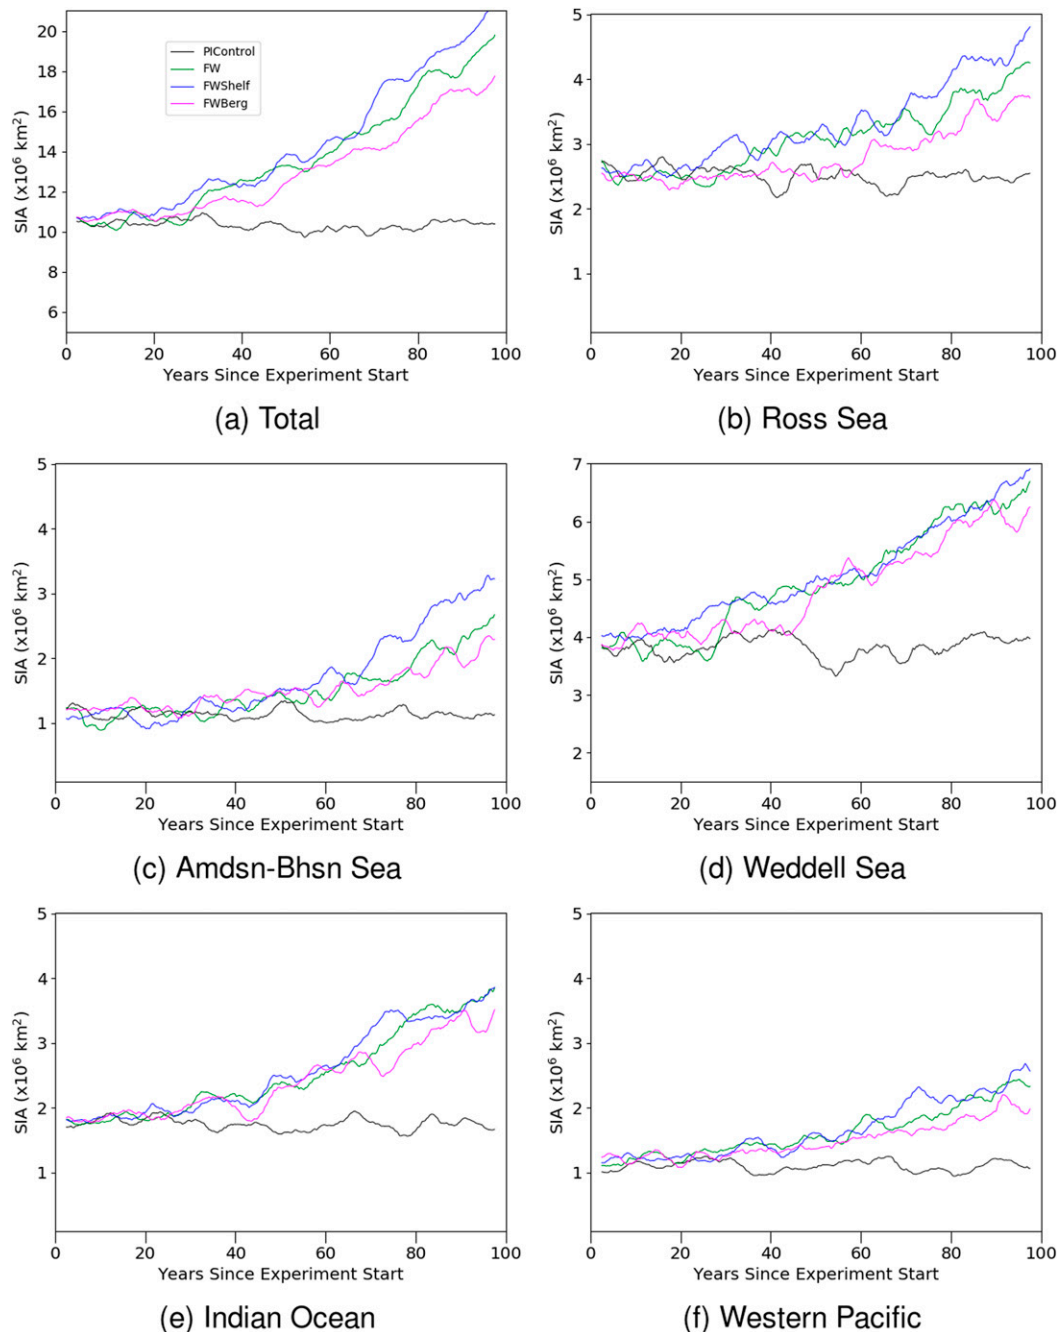 20
18
16
14
12
10
8
6
SIA (x10⁶ km²)
PIControl
FW
FWShelf
FWBerg
0 20 40 60 80 100
Years Since Experiment Start
(a) Total
5
4
3
2
1
SIA (x10⁶ km²)
0 20 40 60 80 100
Years Since Experiment Start
(b) Ross Sea
5
4
3
2
1
SIA (x10⁶ km²)
0 20 40 60 80 100
Years Since Experiment Start
(c) Amdsn-Bhsn Sea
7
6
5
4
3
2
SIA (x10⁶ km²)
0 20 40 60 80 100
Years Since Experiment Start
(d) Weddell Sea
5
4
3
2
1
SIA (x10⁶ km²)
0 20 40 60 80 100
Years Since Experiment Start
(e) Indian Ocean
5
4
3
2
1
SIA (x10⁶ km²)
0 20 40 60 80 100
Years Since Experiment Start
(f) Western Pacific